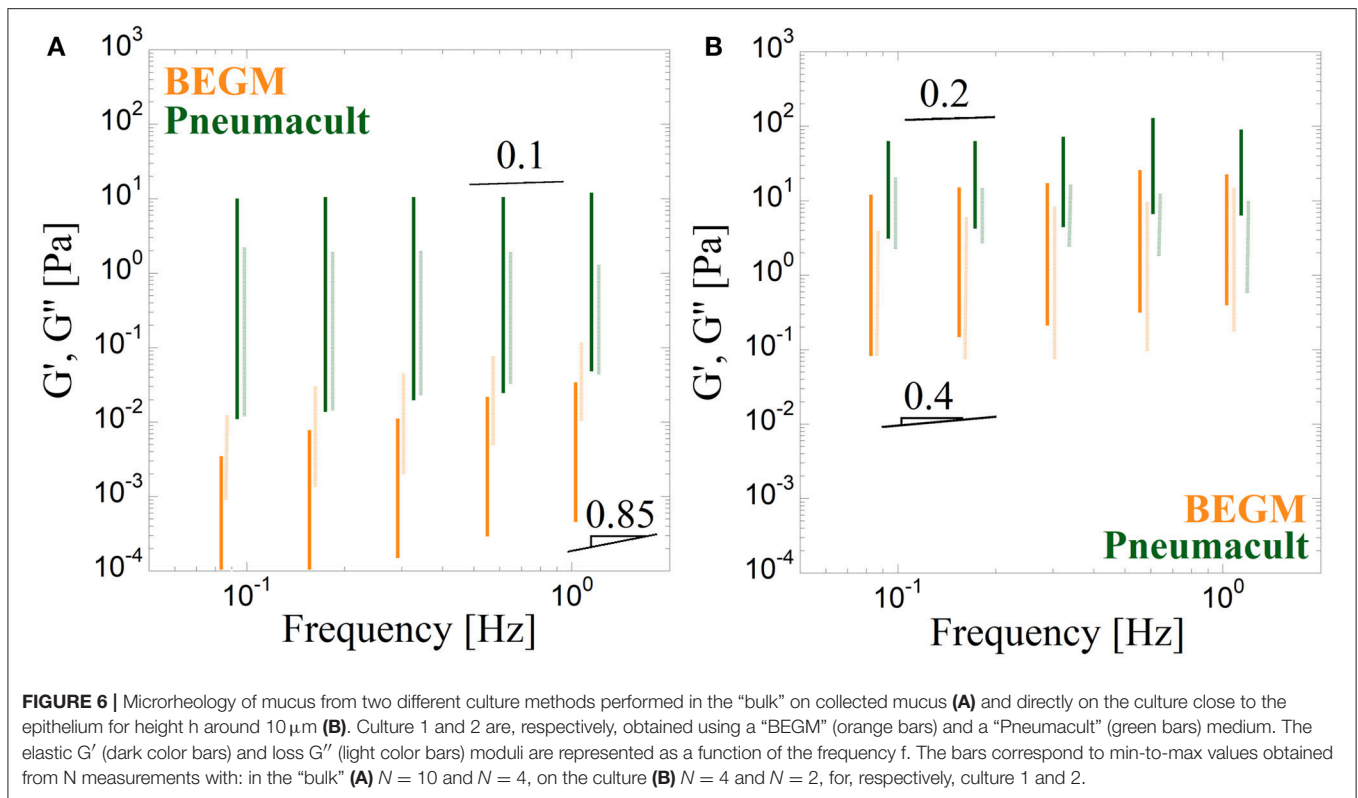 A
BEGM
Pneumacult
0.1
0.85
10³
10²
10¹
10⁰
10⁻¹
10⁻²
10⁻³
10⁻⁴
G', G'' [Pa]
10⁻¹ 10⁰
Frequency [Hz]
B
0.2
0.4
BEGM
Pneumacult
10³
10²
10¹
10⁰
10⁻¹
10⁻²
10⁻³
10⁻⁴
G', G'' [Pa]
10⁻¹ 10⁰
Frequency [Hz]
FIGURE 6 | Microrheology of mucus from two different culture methods performed in the “bulk” on collected mucus (A) and directly on the culture close to the
epithelium for height h around 10 μm (B). Culture 1 and 2 are, respectively, obtained using a “BEGM” (orange bars) and a “Pneumacult” (green bars) medium. The
elastic G′ (dark color bars) and loss G′′ (light color bars) moduli are represented as a function of the frequency f. The bars correspond to min-to-max values obtained
from N measurements with: in the “bulk” (A) N = 10 and N = 4, on the culture (B) N = 4 and N = 2, for, respectively, culture 1 and 2.